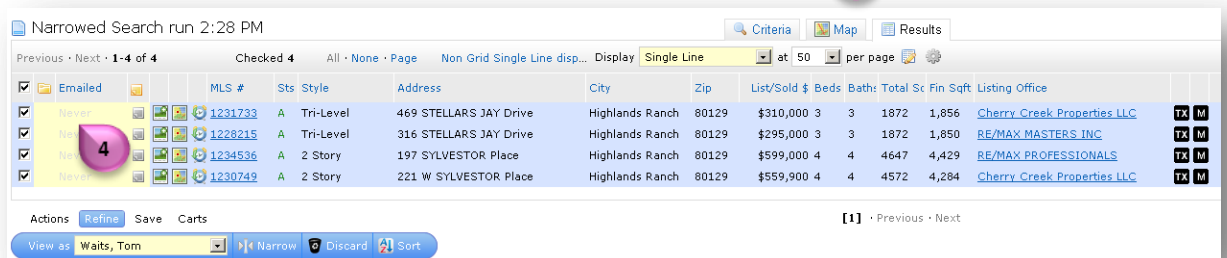 Narrowed Search run 2:28 PM Criteria Map Results
Previous · Next · 1-4 of 4 Checked 4 All · None · Page Non Grid Single Line disp... Display Single Line at 50 per page
Emailed MLS # Sts Style Address City Zip List/Sold $ Beds Baths Total Sc Fin Sqft Listing Office
Never 1231733 A Tri-Level 469 STELLARS JAY Drive Highlands Ranch 80129 $310,000 3 3 1872 1,856 Cherry Creek Properties LLC TX M
Never 1228215 A Tri-Level 316 STELLARS JAY Drive Highlands Ranch 80129 $295,000 3 3 1872 1,850 RE/MAX MASTERS INC TX M
4
1234536 A 2 Story 197 SYLVESTOR Place Highlands Ranch 80129 $599,000 4 4 4647 4,429 RE/MAX PROFESSIONALS TX M
Never 1230749 A 2 Story 221 W SYLVESTOR Place Highlands Ranch 80129 $559,900 4 4 4572 4,284 Cherry Creek Properties LLC TX M
Actions Refine Save Carts [1] · Previous · Next
View as Waits, Tom Narrow Discard Sort